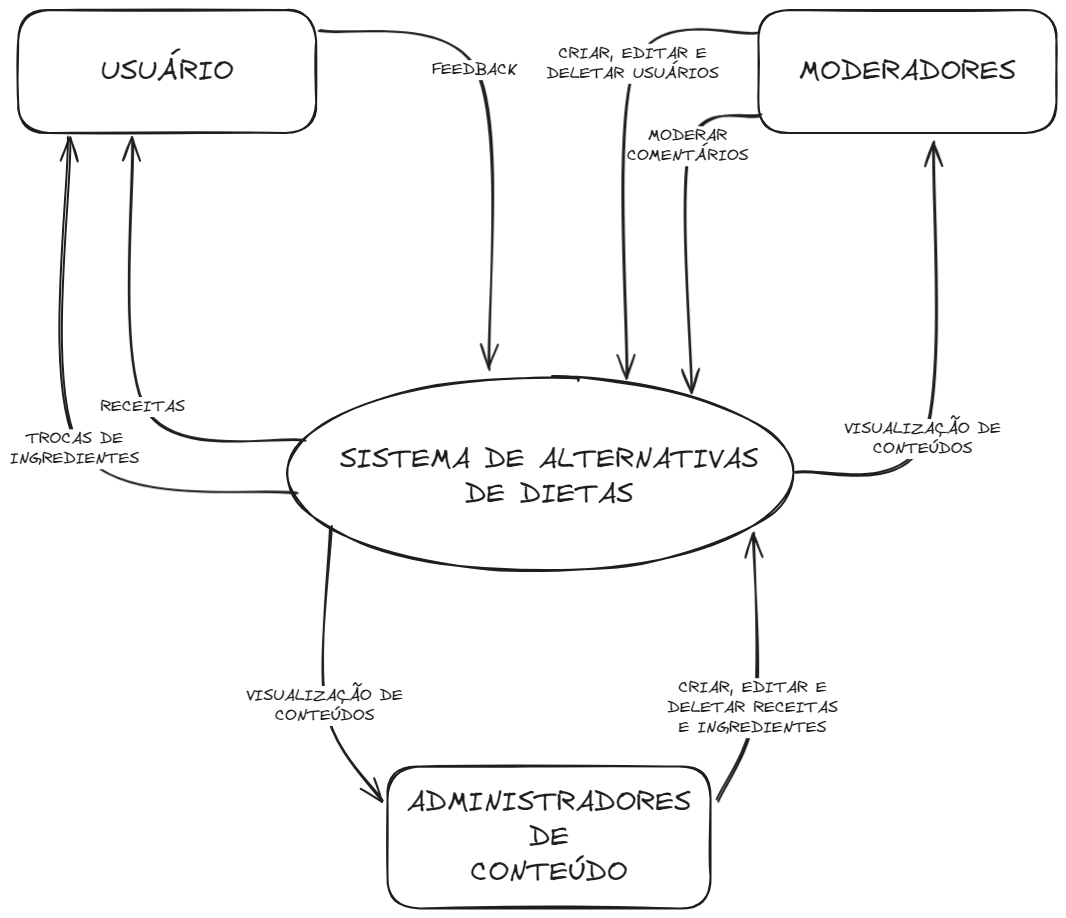 USUÁRIO
FEEDBACK
CRIAR, EDITAR E
DELETAR USUÁRIOS
MODERADORES
MODERAR
COMENTÁRIOS
RECEITAS
TROCAS DE
INGREDIENTES
SISTEMA DE ALTERNATIVAS
DE DIETAS
VISUALIZAÇÃO DE
CONTEÚDOS
VISUALIZAÇÃO DE
CONTEÚDOS
CRIAR, EDITAR E
DELETAR RECEITAS
E INGREDIENTES
ADMINISTRADORES
DE
CONTEÚDO